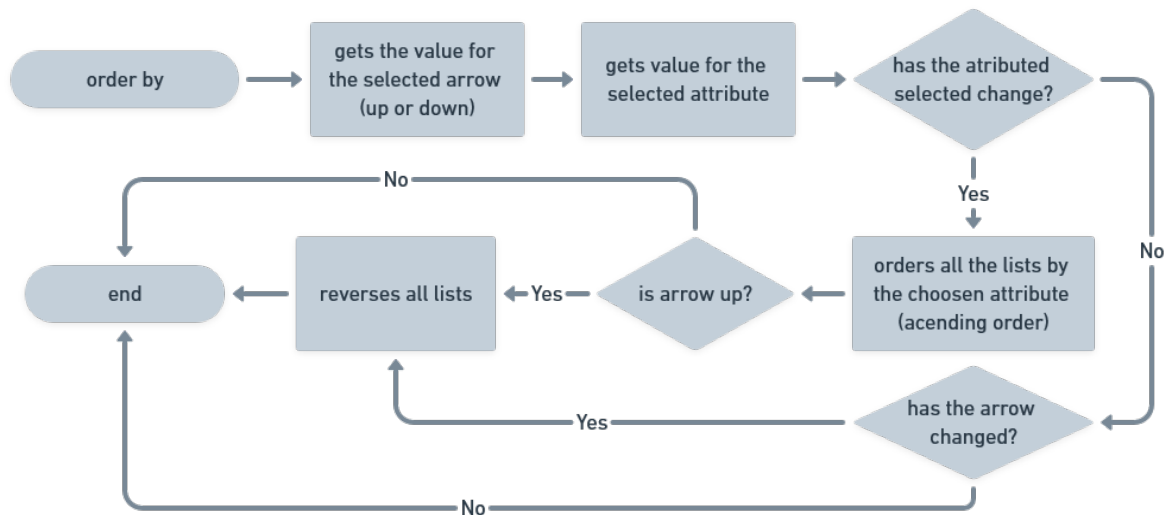 order by
gets the value for
the selected arrow
(up or down)
gets value for the
selected attribute
has the atributed
selected change?
No
Yes
No
end
reverses all lists
Yes
is arrow up?
orders all the lists by
the choosen attribute
(acending order)
Yes
has the arrow
changed?
No